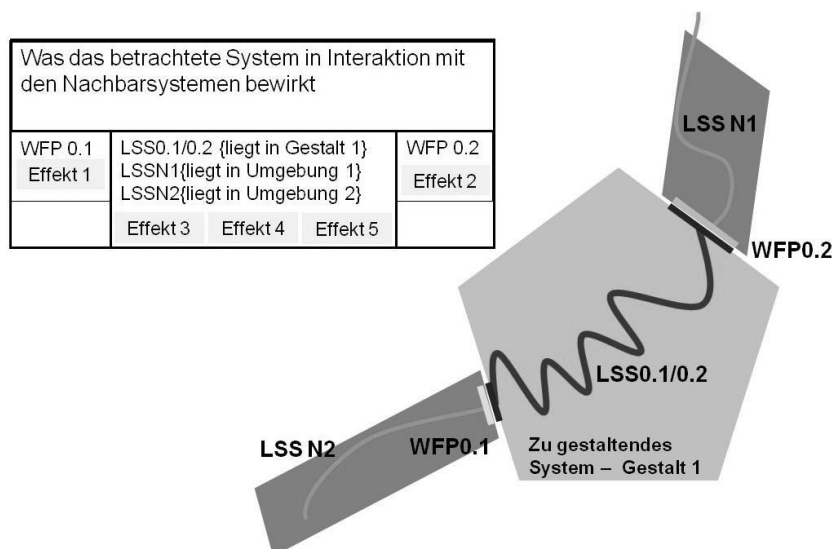 Was das betrachtete System in Interaktion mit
den Nachbarsystemen bewirkt
WFP 0.1
Effekt 1
LSS0.1/0.2 {liegt in Gestalt 1}
LSSN1{liegt in Umgebung 1}
LSSN2{liegt in Umgebung 2}
Effekt 3 Effekt 4 Effekt 5
WFP 0.2
Effekt 2
LSS N1
WFP0.2
LSS0.1/0.2
LSS N2
WFP0.1
Zu gestaltendes
System – Gestalt 1